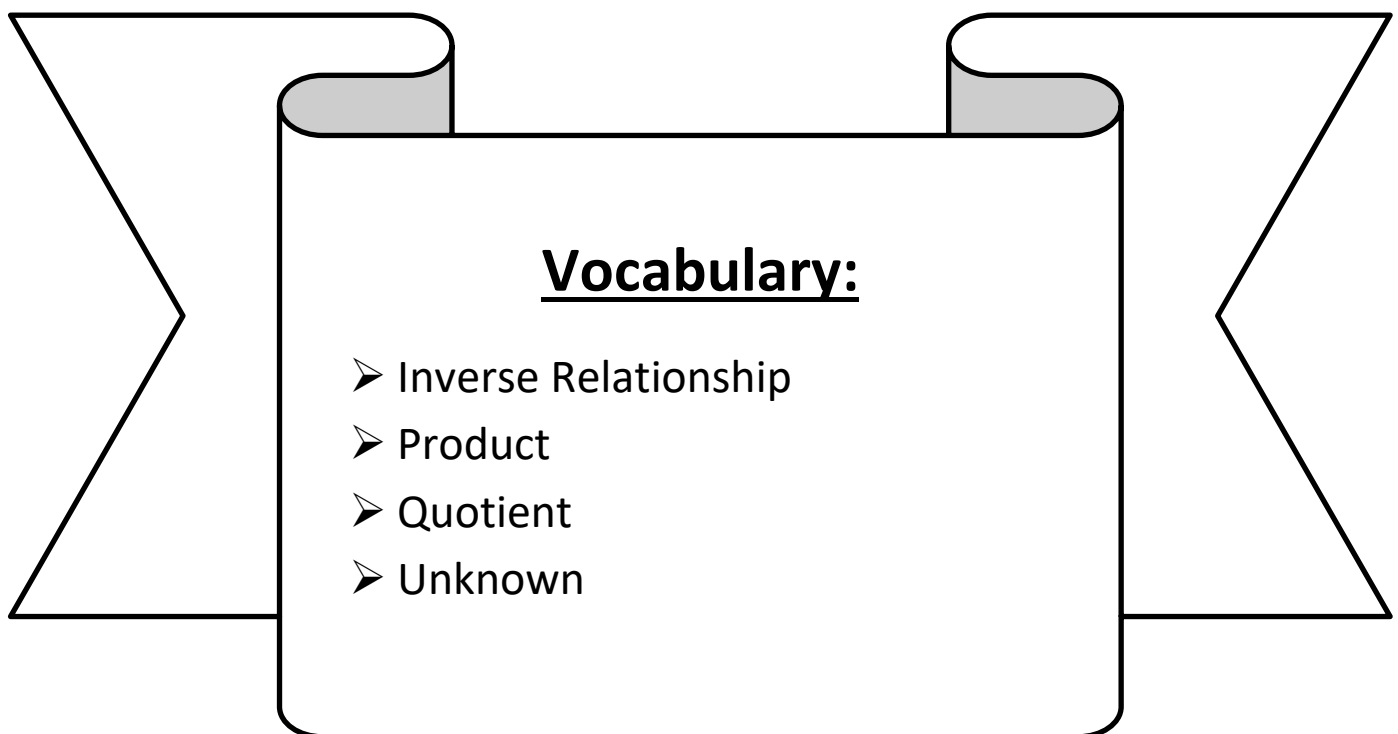 Vocabulary:
➢ Inverse Relationship
➢ Product
➢ Quotient
➢ Unknown